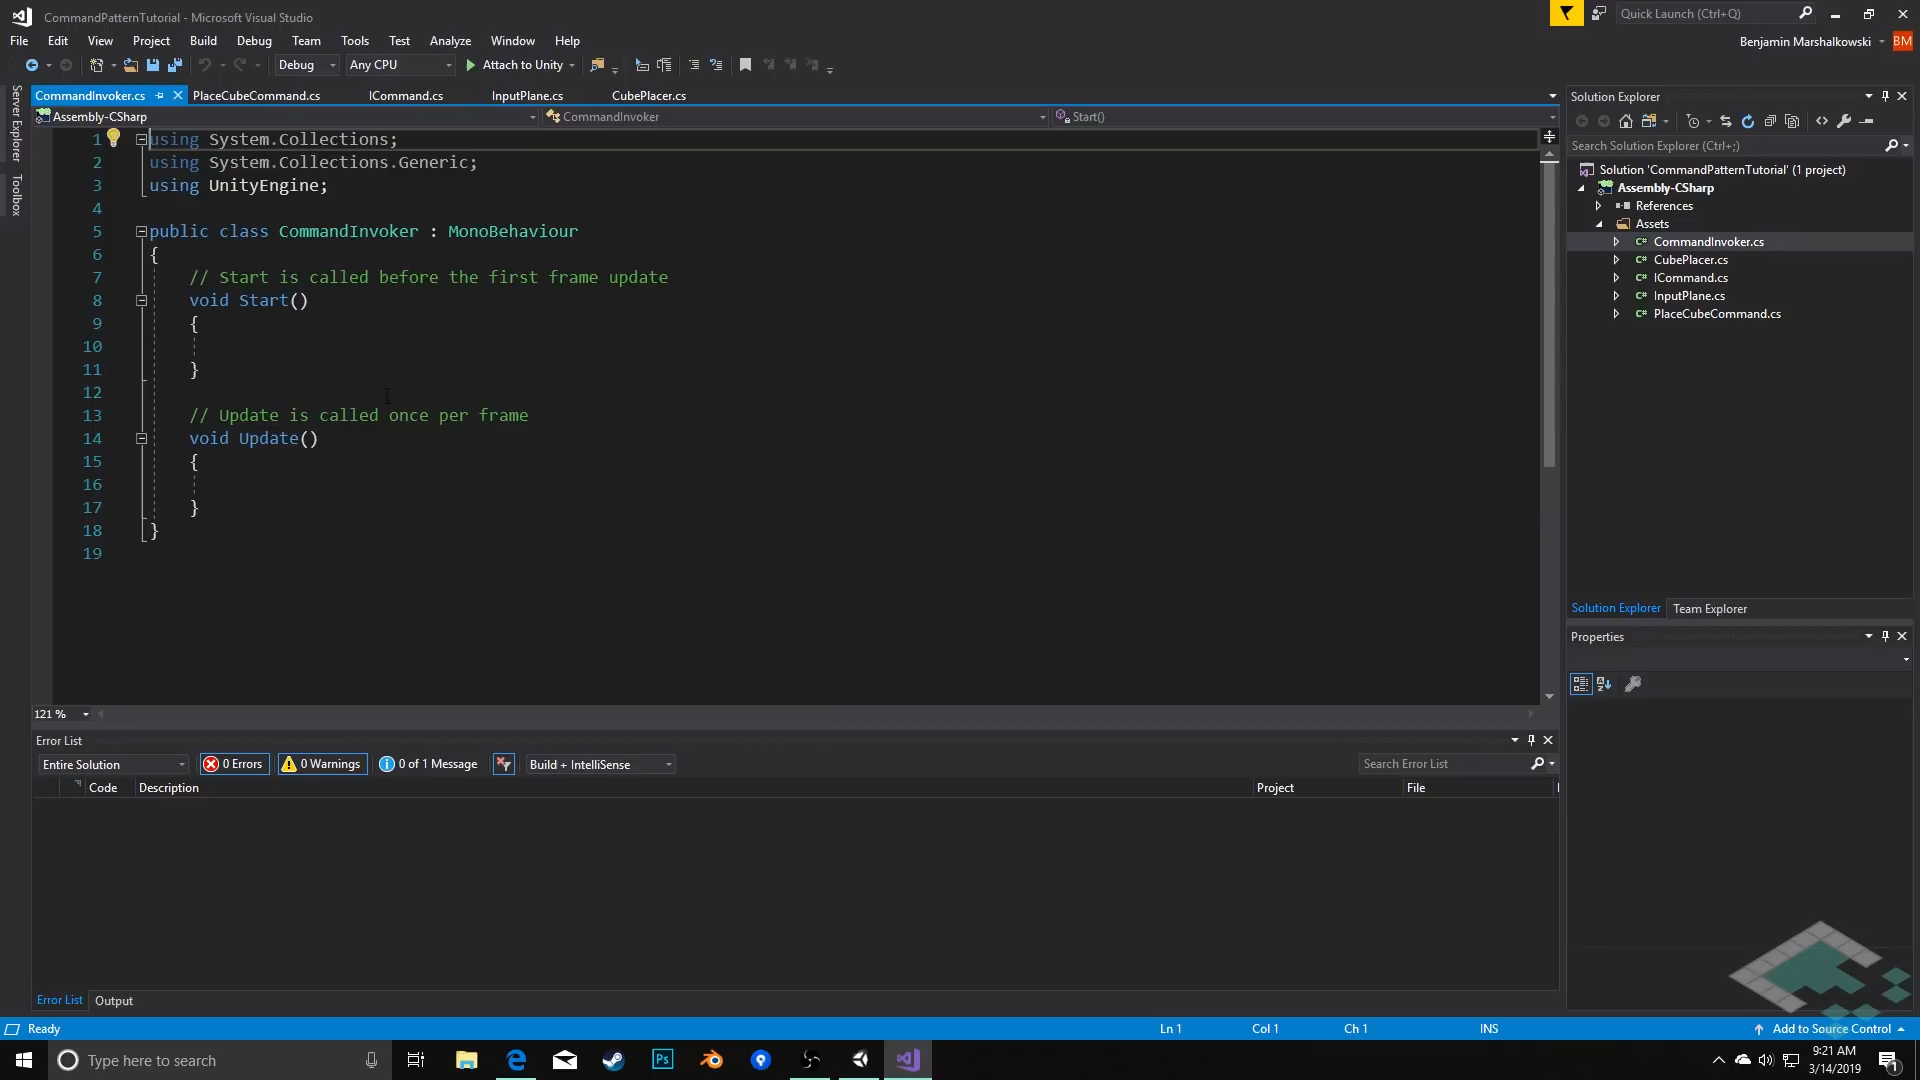 CommandPatternTutorial - Microsoft Visual Studio
Quick Launch (Ctrl+Q)
File Edit View Project Build Debug Team Tools Test Analyze Window Help
Benjamin Marshalkowski BM
Debug Any CPU Attach to Unity
Server Explorer
Toolbox
CommandInvoker.cs PlaceCubeCommand.cs ICommand.cs InputPlane.cs CubePlacer.cs
Assembly-CSharp CommandInvoker Start()
1 using System.Collections;
2 using System.Collections.Generic;
3 using UnityEngine;
4
5 public class CommandInvoker : MonoBehaviour
6 {
7 // Start is called before the first frame update
8 void Start()
9 {
10
11 }
12
13 // Update is called once per frame
14 void Update()
15 {
16
17 }
18 }
19
121 %
Solution Explorer
Search Solution Explorer (Ctrl+;)
Solution 'CommandPatternTutorial' (1 project)
Assembly-CSharp
References
Assets
C# CommandInvoker.cs
C# CubePlacer.cs
C# ICommand.cs
C# InputPlane.cs
C# PlaceCubeCommand.cs
Solution Explorer Team Explorer
Properties
Error List
Entire Solution 0 Errors 0 Warnings 0 of 1 Message Build + IntelliSense Search Error List
Code Description Project File
Error List Output
Ready Ln 1 Col 1 Ch 1 INS Add to Source Control
Type here to search
Ps
9:21 AM
3/14/2019
1